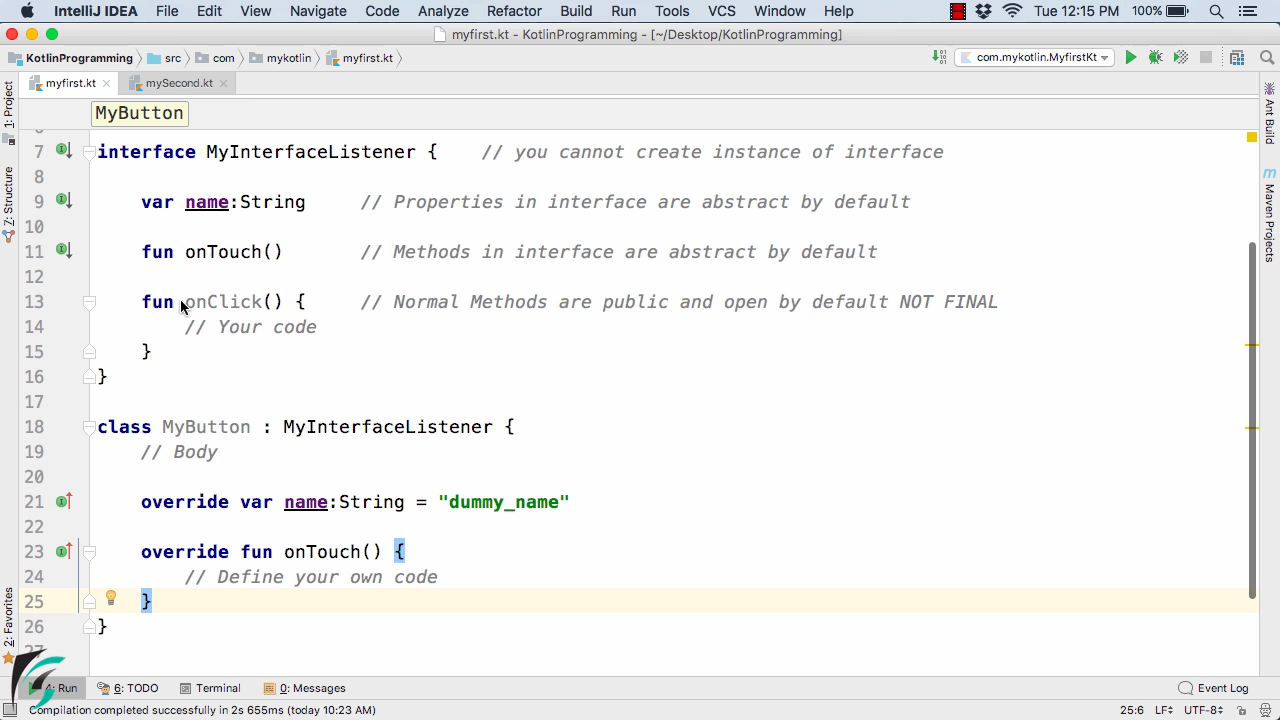 IntelliJ IDEA File Edit View Navigate Code Analyze Refactor Build Run Tools VCS Window Help Tue 12:15 PM 100%
myfirst.kt - KotlinProgramming - [~/Desktop/KotlinProgramming]
KotlinProgramming src com mykotlin myfirst.kt com.mykotlin.MyfirstKt
myfirst.kt mySecond.kt
MyButton
7 interface MyInterfaceListener { // you cannot create instance of interface
8
9 var name:String // Properties in interface are abstract by default
10
11 fun onTouch() // Methods in interface are abstract by default
12
13 fun onClick() { // Normal Methods are public and open by default NOT FINAL
14 // Your code
15 }
16 }
17
18 class MyButton : MyInterfaceListener {
19 // Body
20
21 override var name:String = "dummy_name"
22
23 override fun onTouch() {
24 // Define your own code
25 }
26 }
27
1: Project
7: Structure
2: Favorites
Ant Build
m Maven Projects
Run 6: TODO Terminal 0: Messages Event Log
Compilation completed successfully in 2s 655ms (today 10:23 AM) 25:6 LF UTF-8